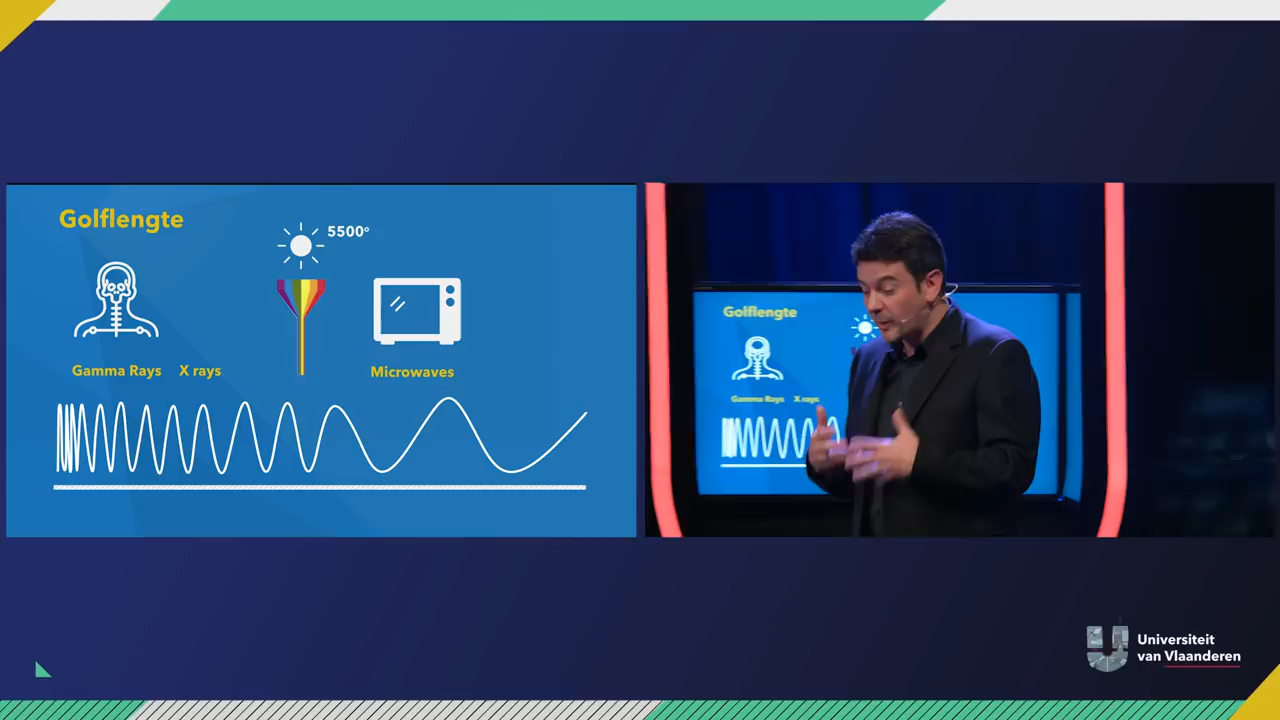 Golflengte
5500°
Gamma Rays X rays
Microwaves
Golflengte
Gamma Rays X rays
Universiteit
van Vlaanderen